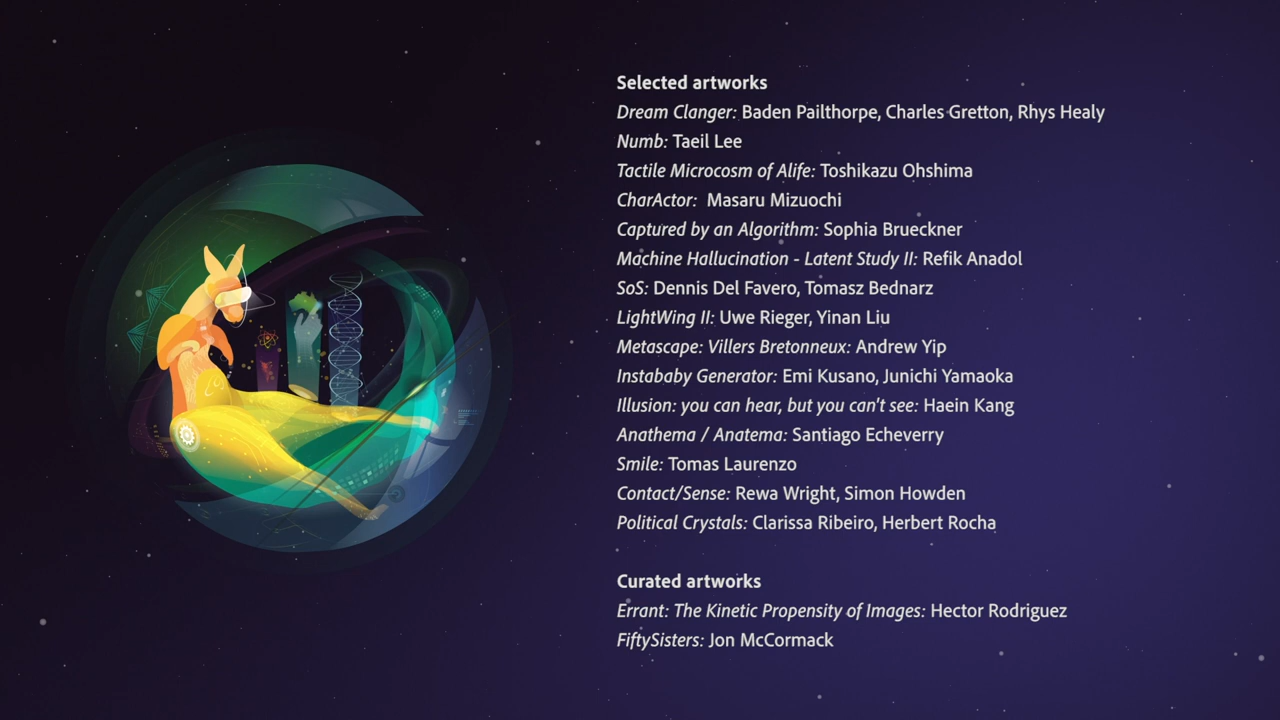 Selected artworks
Dream Clanger: Baden Pailthorpe, Charles Gretton, Rhys Healy
Numb: Taeil Lee
Tactile Microcosm of Alife: Toshikazu Ohshima
CharActor:  Masaru Mizuochi
Captured by an Algorithm: Sophia Brueckner
Machine Hallucination - Latent Study II: Refik Anadol
SoS: Dennis Del Favero, Tomasz Bednarz
LightWing II: Uwe Rieger, Yinan Liu
Metascape: Villers Bretonneux: Andrew Yip
Instababy Generator: Emi Kusano, Junichi Yamaoka
Illusion: you can hear, but you can't see: Haein Kang
Anathema / Anatema: Santiago Echeverry
Smile: Tomas Laurenzo
Contact/Sense: Rewa Wright, Simon Howden
Political Crystals: Clarissa Ribeiro, Herbert Rocha
Curated artworks
Errant: The Kinetic Propensity of Images: Hector Rodriguez
FiftySisters: Jon McCormack